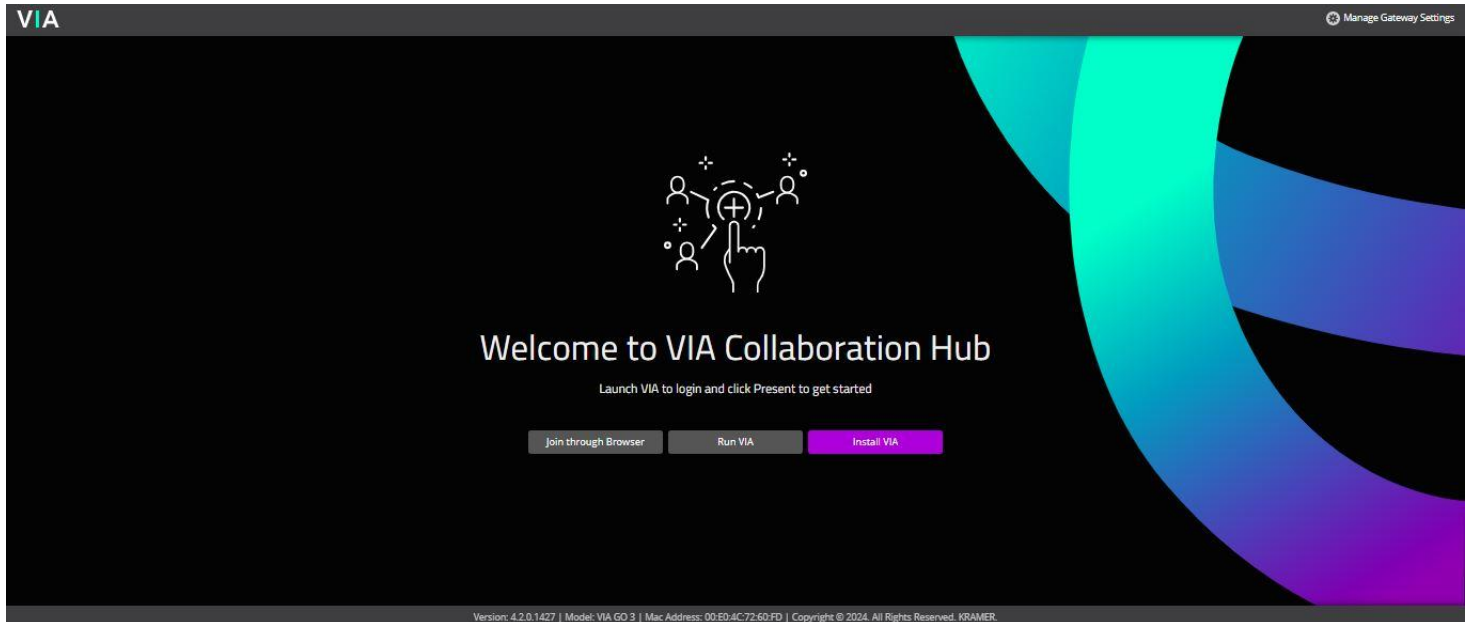 VIA
Manage Gateway Settings
Welcome to VIA Collaboration Hub
Launch VIA to login and click Present to get started
Join through Browser
Run VIA
Install VIA
Version: 4.2.0.1427 | Model: VIA GO 3 | Mac Address: 00:E0:4C:72:60:FD | Copyright © 2024. All Rights Reserved. KRAMER.